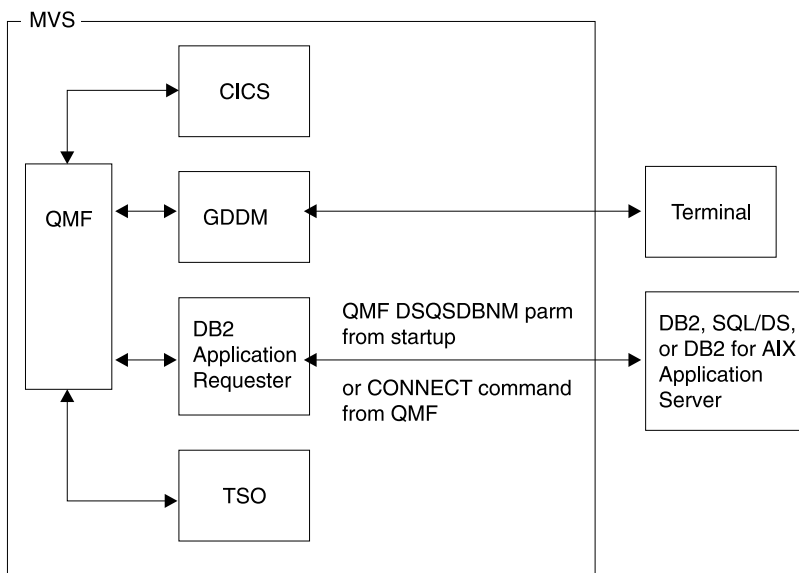 MVS
CICS
QMF
GDDM
Terminal
DB2
Application
Requester
QMF DSQSDBNM parm
from startup
or CONNECT command
from QMF
DB2, SQL/DS,
or DB2 for AIX
Application
Server
TSO